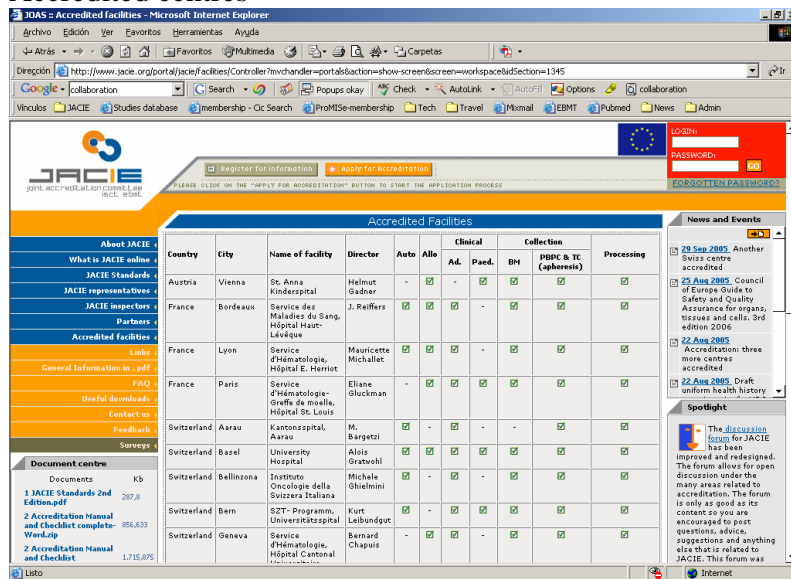 Accredited centres
JOAS :: Accredited facilities - Microsoft Internet Explorer
Archivo Edición Ver Favoritos Herramientas Ayuda
Atrás Favoritos Multimedia Carpetas
Dirección http://www.jacie.org/portal/jacie/facilities/Controller?mvchandler=portals&action=show-screen&screen=workspace&idSection=1345 Ir
Google collaboration Search Popups okay Check AutoLink AutoFill Options collaboration
Vínculos JACIE Studies database membership - Cic Search ProMISe-membership Tech Travel Mixmail EBMT Pubmed News Admin
JACIE
joint accreditation committee
isct ebmt
Register for information Apply for Accreditation
PLEASE CLICK ON THE "APPLY FOR ACCREDITATION" BUTTON TO START THE APPLICATION PROCESS
LOGIN:
PASSWORD:
GO
FORGOTTEN PASSWORD?
About JACIE
What is JACIE online
JACIE Standards
JACIE representatives
JACIE inspectors
Partners
Accredited facilities
Links
General Information in . pdf
FAQ
Useful downloads
Contact us
Feedback
Surveys
Document centre
Documents Kb
1 JACIE Standards 2nd Edition.pdf 287,8
2 Accreditation Manual and Checklist complete-Word.zip 856,633
2 Accreditation Manual and Checklist 1.715,875
Accredited Facilities
Clinical Collection
Country City Name of facility Director Auto Allo Ad. Paed. BM PBPC & TC (apheresis) Processing
Austria Vienna St. Anna Kinderspital Helmut Gadner - ☑ - ☑ ☑ ☑ ☑
France Bordeaux Service des Maladies du Sang, Hôpital Haut-Lévêque J. Reiffers ☑ ☑ ☑ - ☑ ☑ ☑
France Lyon Service d'Hématologie, Hôpital E. Herriot Mauricette Michallet ☑ ☑ ☑ - ☑ ☑ ☑
France Paris Service d'Hématologie-Greffe de moelle, Hôpital St. Louis Eliane Gluckman - ☑ ☑ ☑ ☑ ☑ ☑
Switzerland Aarau Kantonsspital, Aarau M. Bargetzi ☑ - ☑ - - ☑ ☑
Switzerland Basel University Hospital Alois Gratwohl ☑ ☑ ☑ ☑ ☑ ☑ ☑
Switzerland Bellinzona Instituto Oncologie della Svizzera Italiana Michele Ghielmini ☑ - ☑ - ☑ ☑ ☑
Switzerland Bern SZT- Programm, Universitätsspital Kurt Leibundgut ☑ - ☑ ☑ ☑ ☑ ☑
Switzerland Geneva Service d'Hématologie, Hôpital Cantonal Bernard Chapuis - ☑ ☑ - ☑ ☑ ☑
News and Events
29 Sep 2005 Another Swiss centre accredited
25 Aug 2005 Council of Europe Guide to Safety and Quality Assurance for organs, tissues and cells. 3rd edition 2006
22 Aug 2005 Accreditation: three more centres accredited
22 Aug 2005 Draft uniform health history
Spotlight
The discussion forum for JACIE has been improved and redesigned. The forum allows for open discussion under the many areas related to accreditation. The forum is only as good as its content so you are encouraged to post questions, advice, suggestions and anything else that is related to JACIE. This forum was
Listo Internet